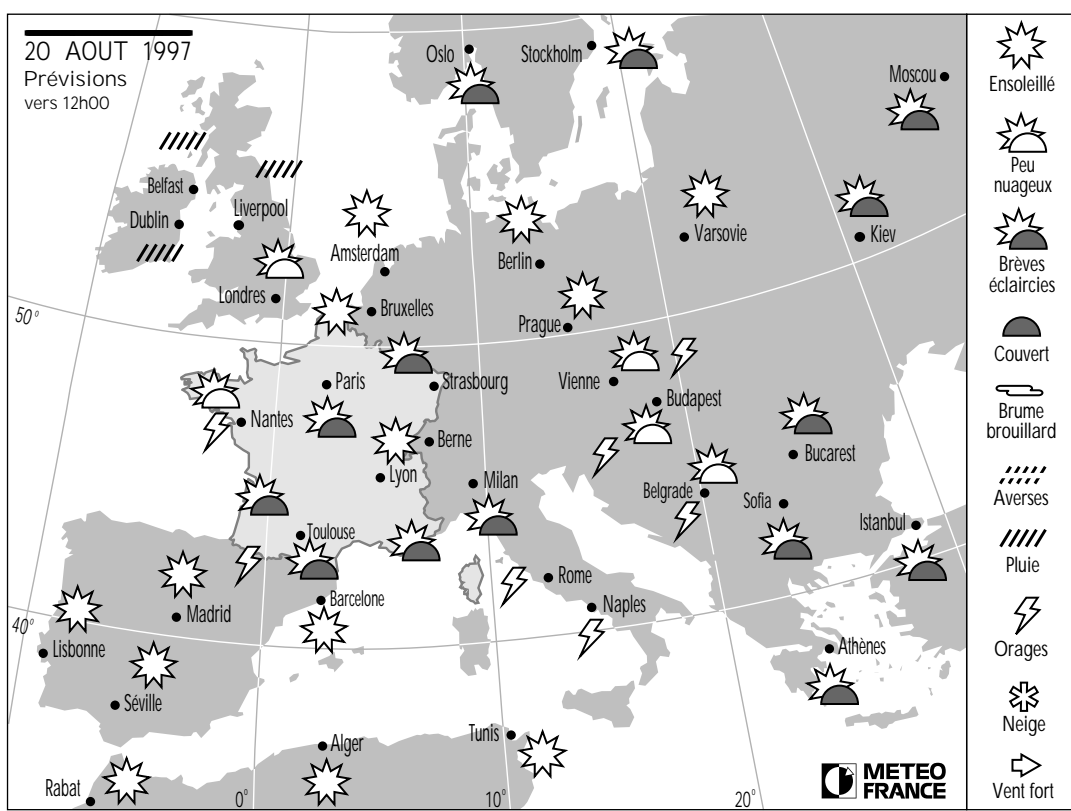 20 AOUT 1997
Prévisions
vers 12h00
Oslo
Stockholm
Moscou
Belfast
Dublin
Liverpool
Londres
Amsterdam
Bruxelles
Berlin
Varsovie
Kiev
Prague
50°
Paris
Strasbourg
Vienne
Budapest
Nantes
Berne
Lyon
Milan
Bucarest
Belgrade
Sofia
Istanbul
Toulouse
Rome
Naples
Barcelone
Madrid
40°
Lisbonne
Séville
Athènes
Tunis
Alger
Rabat
0°
10°
20°
METEO
FRANCE
Ensoleillé
Peu
nuageux
Brèves
éclaircies
Couvert
Brume
brouillard
Averses
Pluie
Orages
Neige
Vent fort